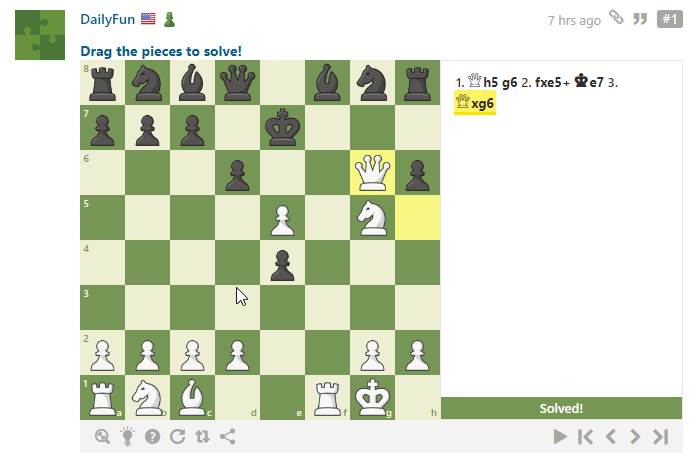 DailyFun
7 hrs ago
#1
Drag the pieces to solve!
1. h5 g6 2. fxe5+ e7 3.
xg6
8
7
6
5
4
3
2
1
a b c d e f g h
Solved!